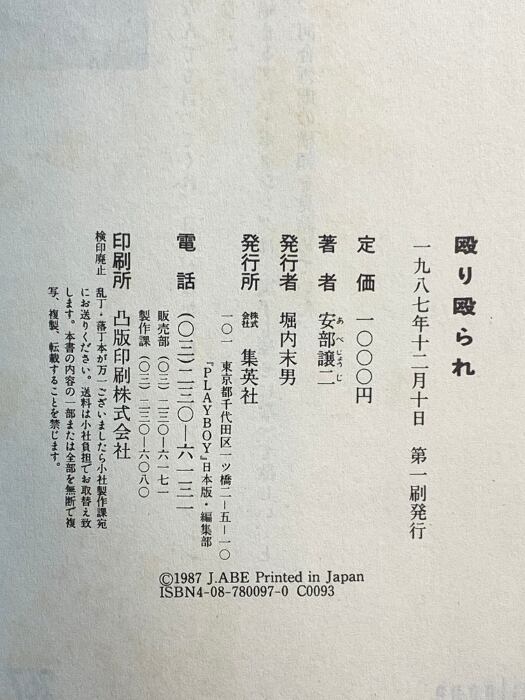 殴り殴られ
一九八七年十二月十日 第一刷発行
定価 一〇〇〇円
著者 安部譲二
あべじょうじ
発行者 堀内末男
発行所 株式会社 集英社
一〇一 東京都千代田区一ツ橋二—五—一〇
『PLAYBOY』日本版・編集部
電話 (〇三)二三〇—六一三一
販売部 (〇三)二三〇—六一七一
製作課 (〇三)二三〇—六〇八〇
印刷所 凸版印刷株式会社
検印廃止 乱丁・落丁本が万一ございましたら小社製作課宛
にお送りください。送料は小社負担でお取替え致
します。本書の内容の一部または全部を無断で複
写、複製、転載することを禁じます。
©1987 J.ABE Printed in Japan
ISBN4-08-780097-0 C0093